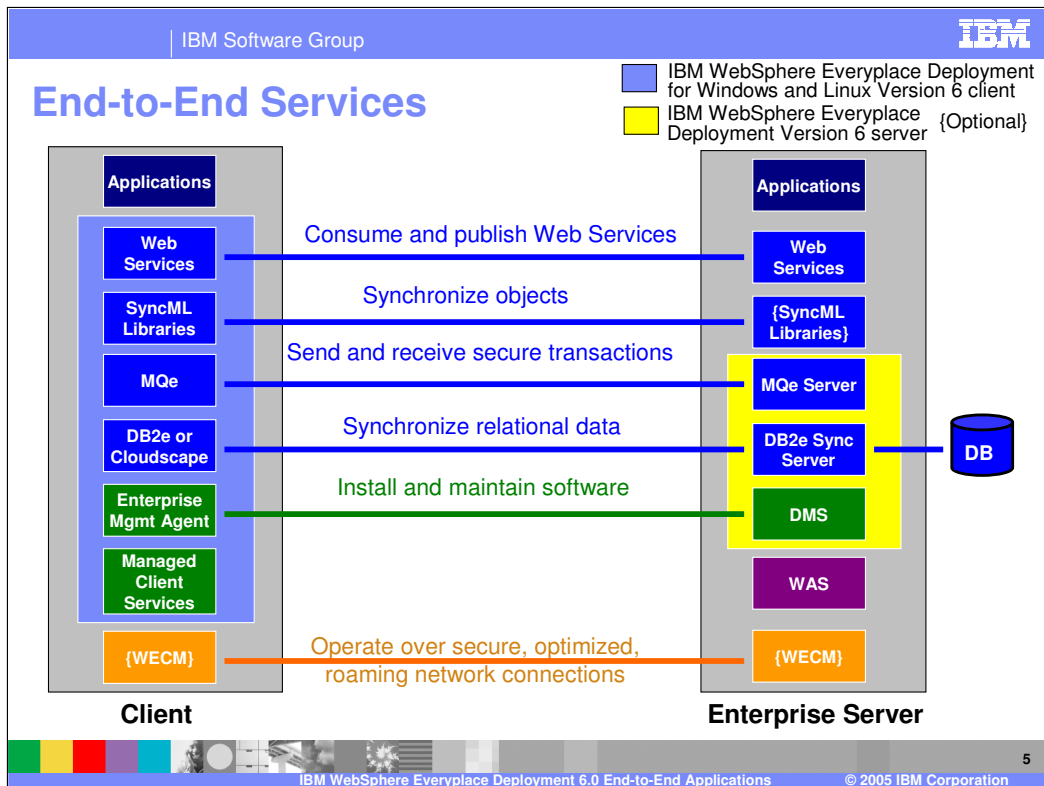 IBM Software Group
IBM
End-to-End Services
IBM WebSphere Everyplace Deployment
for Windows and Linux Version 6 client
IBM WebSphere Everyplace
Deployment Version 6 server {Optional}
Applications
Web
Services
SyncML
Libraries
MQe
DB2e or
Cloudscape
Enterprise
Mgmt Agent
Managed
Client
Services
{WECM}
Client
Consume and publish Web Services
Synchronize objects
Send and receive secure transactions
Synchronize relational data
Install and maintain software
Operate over secure, optimized,
roaming network connections
Applications
Web
Services
{SyncML
Libraries}
MQe Server
DB2e Sync
Server
DMS
WAS
{WECM}
Enterprise Server
DB
5
IBM WebSphere Everyplace Deployment 6.0 End-to-End Applications
© 2005 IBM Corporation